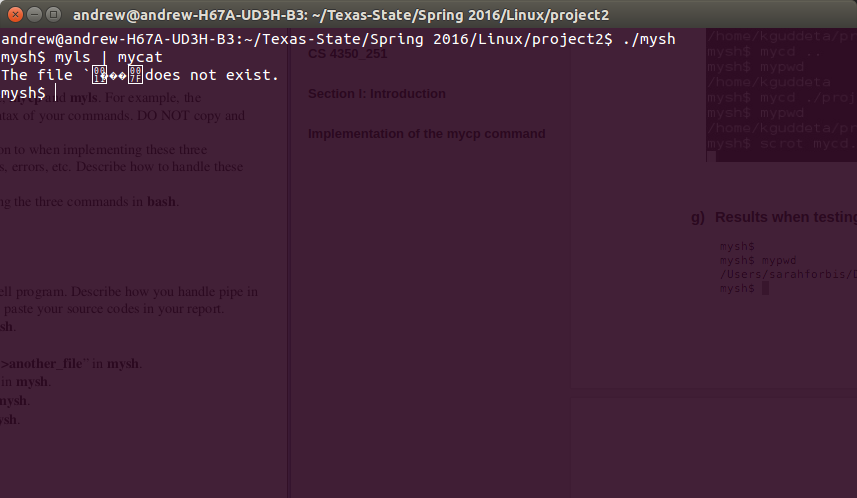 andrew@andrew-H67A-UD3H-B3: ~/Texas-State/Spring 2016/Linux/project2
andrew@andrew-H67A-UD3H-B3:~/Texas-State/Spring 2016/Linux/project2$ ./mysh
mysh$ myls | mycat
The file `���does not exist.
mysh$
and myls. For example, the
tax of your commands. DO NOT copy and
on to when implementing these three
s, errors, etc. Describe how to handle these
ng the three commands in bash.
ell program. Describe how you handle pipe in
paste your source codes in your report.
sh.
>another_file” in mysh.
in mysh.
mysh.
ysh.
CS 4350_251
Section I: Introduction
Implementation of the mycp command
/home/kguddeta/pr
mysh$ mycd ..
mysh$ mypwd
/home/kguddeta
mysh$ mycd ./proj
mysh$ mypwd
/home/kguddeta/pr
mysh$ scrot mycd.
g) Results when testing
mysh$
mysh$ mypwd
/Users/sarahforbis/L
mysh$